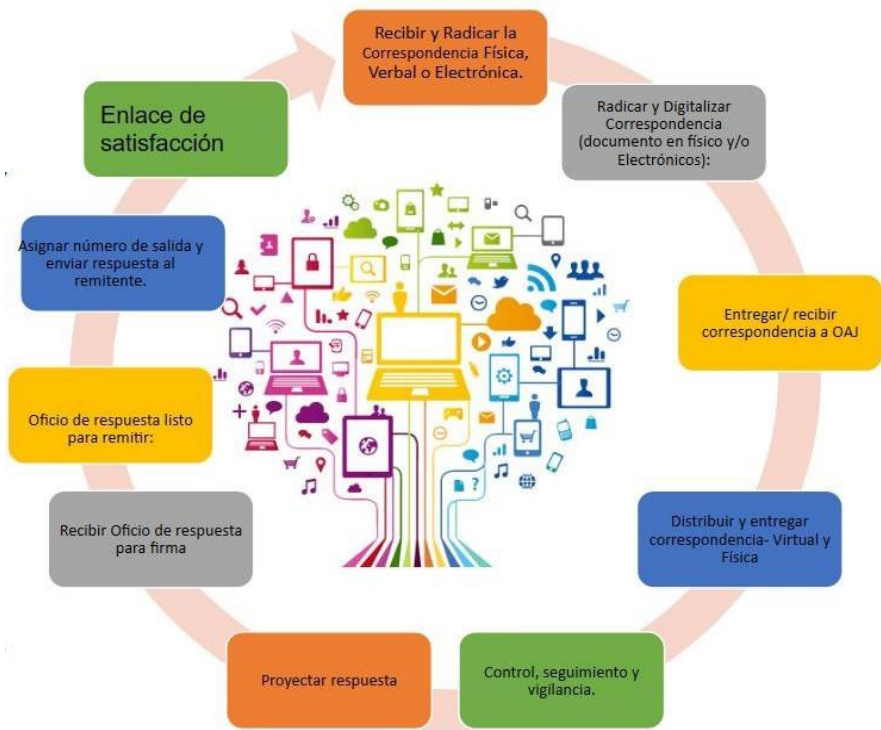 Recibir y Radicar la
Correspondencia Física,
Verbal o Electrónica.
Radicar y Digitalizar
Correspondencia
(documento en físico y/o
Electrónicos):
Entregar/ recibir
correspondencia a OAJ
Distribuir y entregar
correspondencia- Virtual y
Física
Control, seguimiento y
vigilancia.
Proyectar respuesta
Recibir Oficio de respuesta
para firma
Oficio de respuesta listo
para remitir:
Asignar número de salida y
enviar respuesta al
remitente.
Enlace de
satisfacción